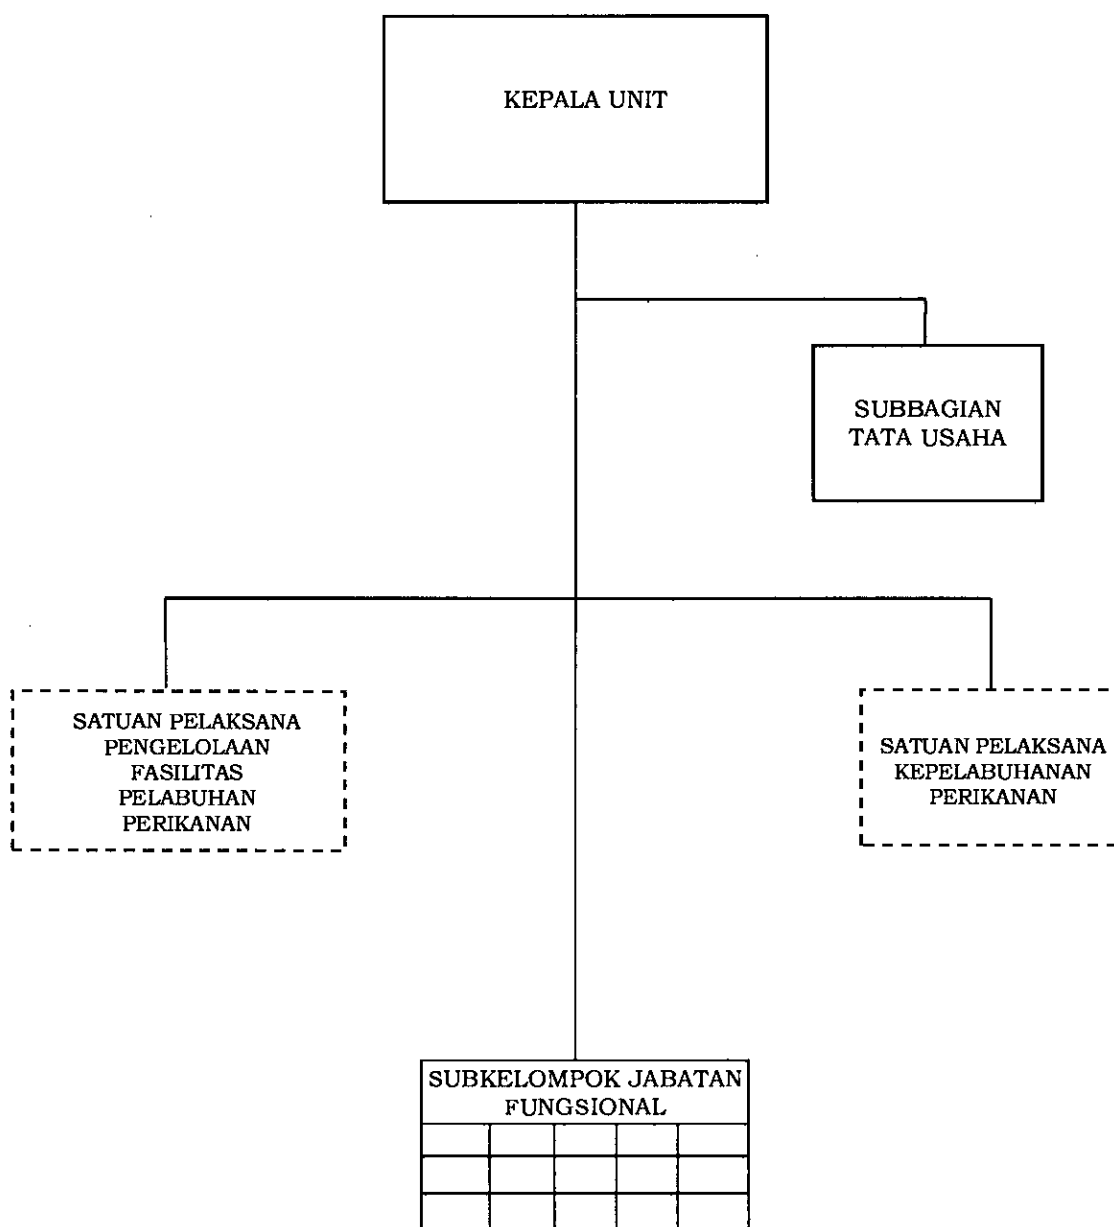 KEPALA UNIT
SUBBAGIAN
TATA USAHA
SATUAN PELAKSANA
PENGELOLAAN
FASILITAS
PELABUHAN
PERIKANAN
SATUAN PELAKSANA
KEPELABUHANAN
PERIKANAN
SUBKELOMPOK JABATAN
FUNGSIONAL